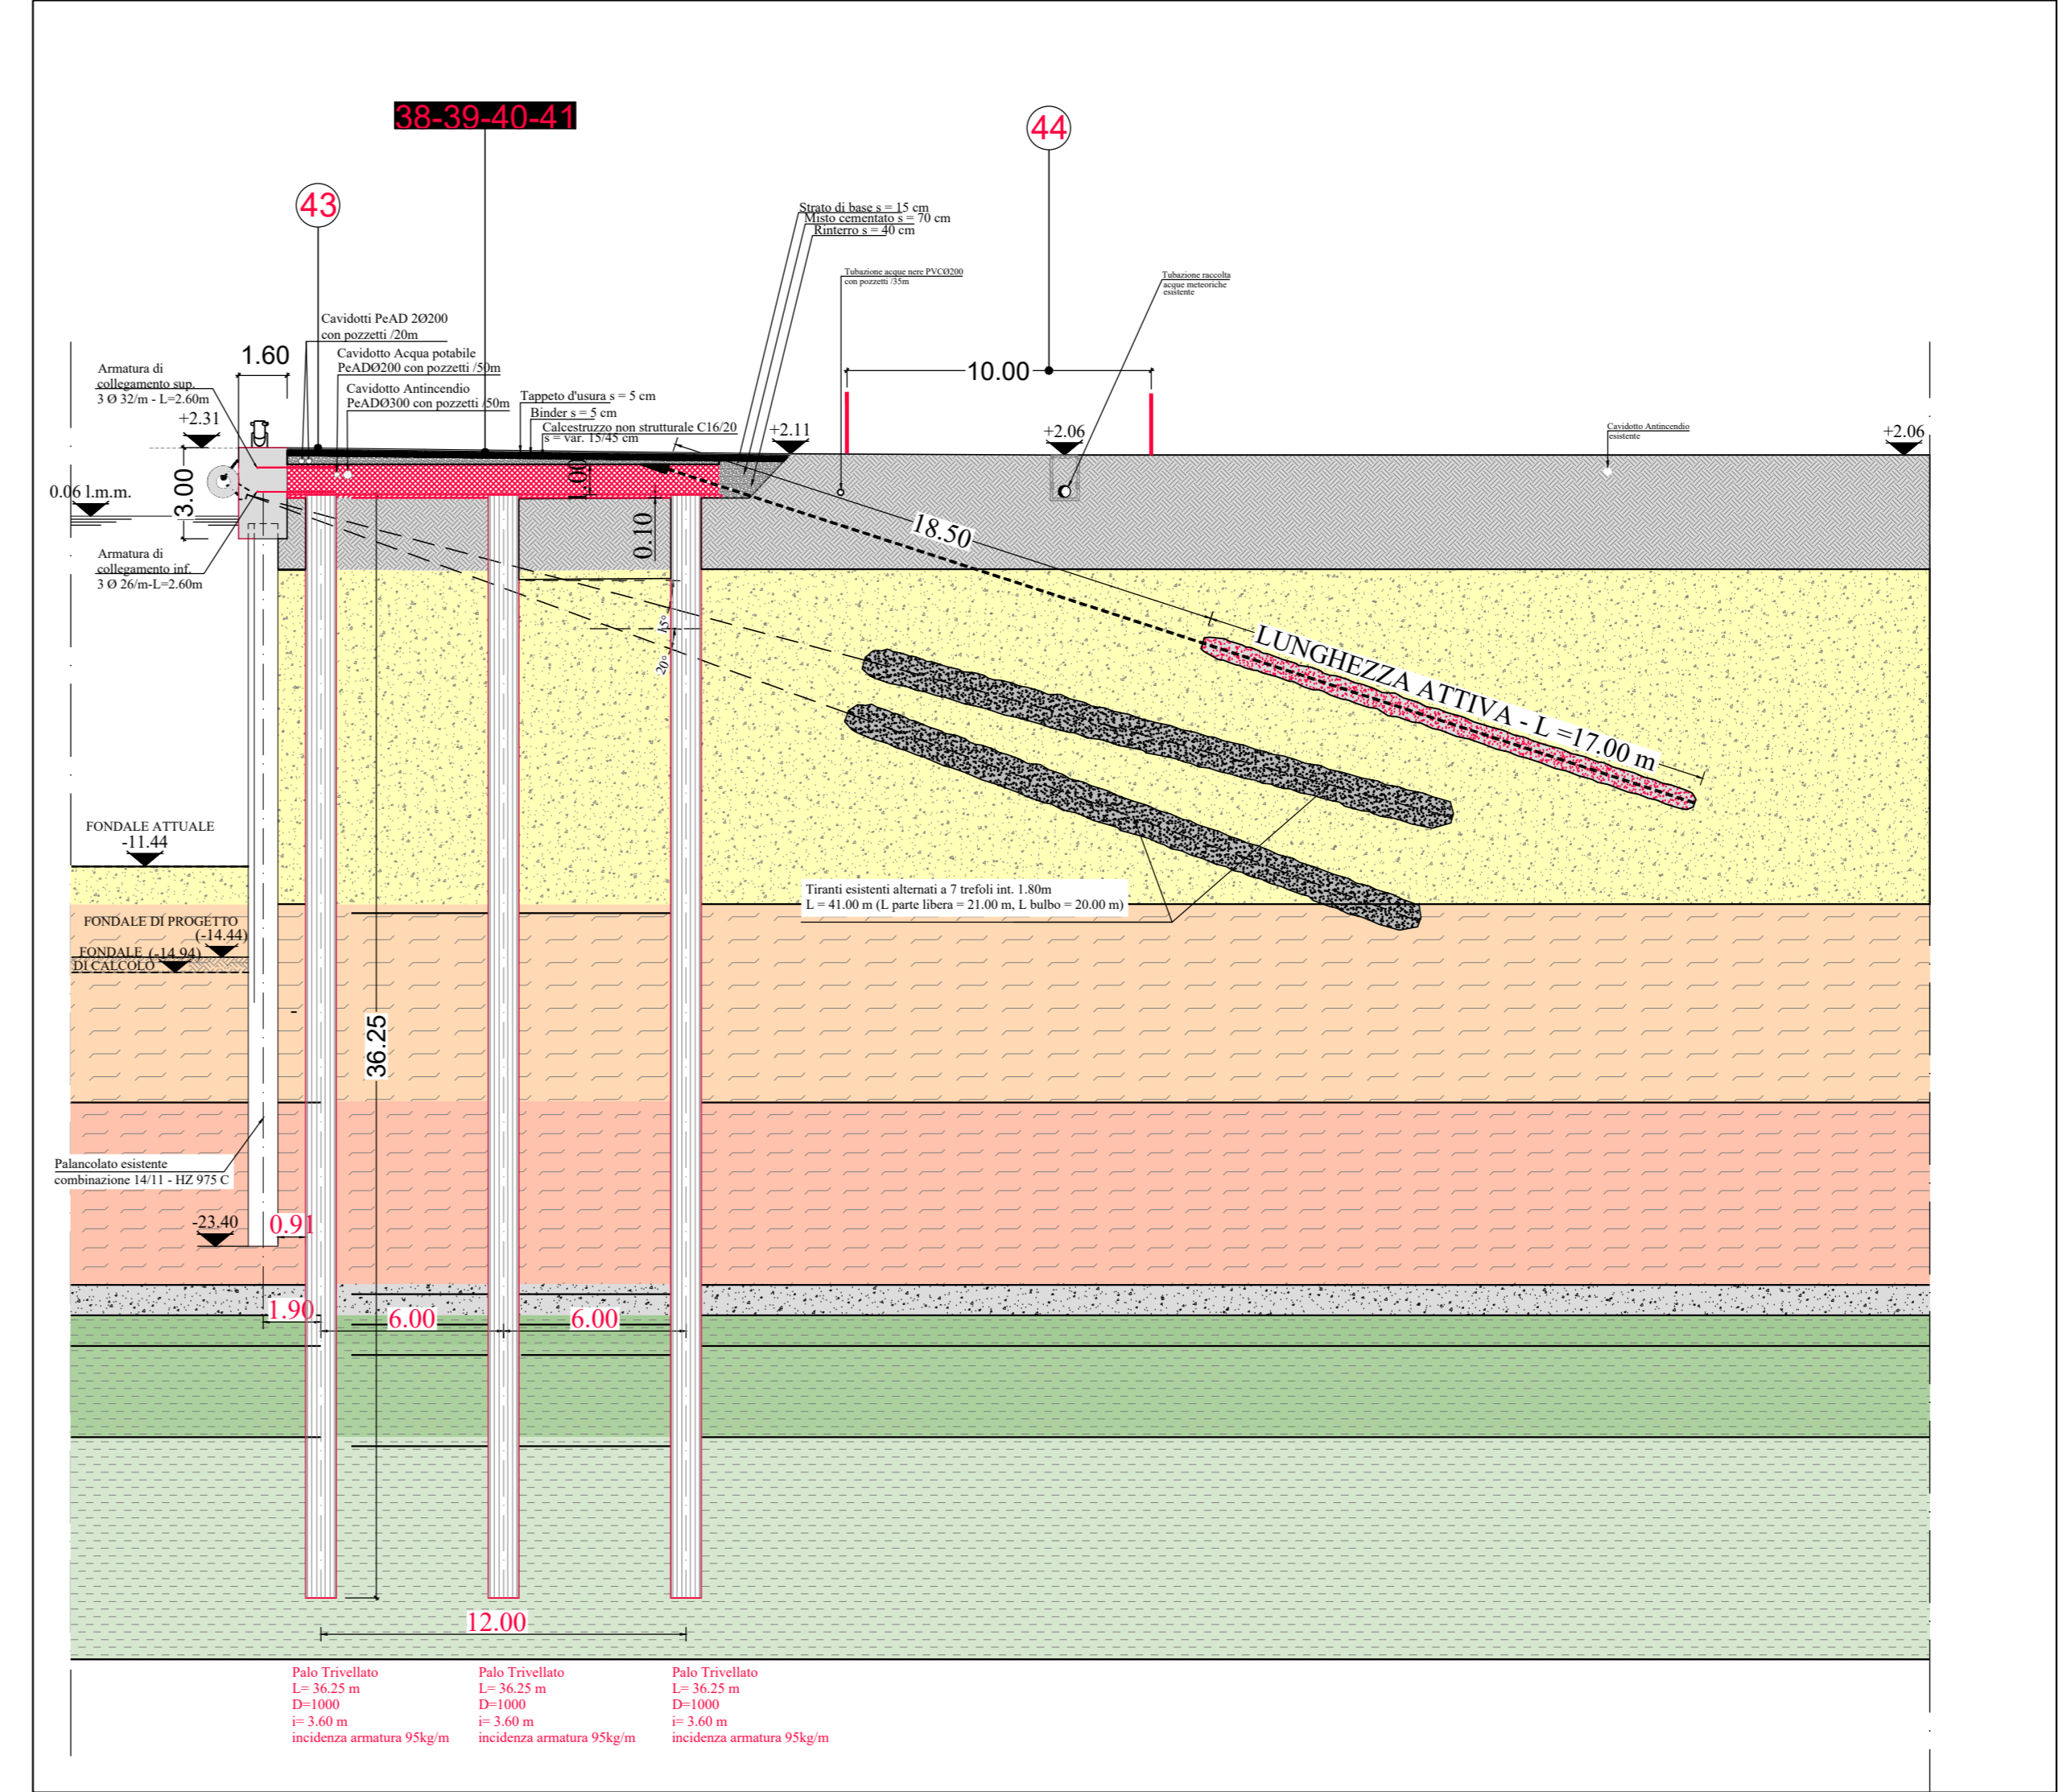 38-39-40-41
44
43
Strato di base s = 15 cm
Misto cementato s = 70 cm
Rinterro s = 40 cm
Tubazione acque nere PVCØ200
con pozzetti /35m
Tubazione raccolta
acque meteoriche
esistente
Cavidotti PeAD 2Ø200
con pozzetti /20m
1.60
Cavidotto Acqua potabile
PeADØ200 con pozzetti /50m
Armatura di
collegamento sup.
3 Ø 32/m - L=2.60m
10.00
Cavidotto Antincendio
PeADØ300 con pozzetti /50m
Tappeto d'usura s = 5 cm
Binder s = 5 cm
Calcestruzzo non strutturale C16/20
s = var. 15/45 cm
+2.31
+2.11
+2.06
Cavidotto Antincendio
esistente
+2.06
1.00
3.00
0.06 l.m.m.
0.10
18.50
Armatura di
collegamento inf.
3 Ø 26/m-L=2.60m
15°
20°
LUNGHEZZA ATTIVA - L =17.00 m
FONDALE ATTUALE
-11.44
Tiranti esistenti alternati a 7 trefoli int. 1.80m
L = 41.00 m (L parte libera = 21.00 m, L bulbo = 20.00 m)
FONDALE DI PROGETTO
(-14.44)
FONDALE (-14.94)
DI CALCOLO
36.25
Palancolato esistente
combinazione 14/11 - HZ 975 C
-23.40
0.91
1.90
6.00
6.00
12.00
Palo Trivellato
L= 36.25 m
D=1000
i= 3.60 m
incidenza armatura 95kg/m
Palo Trivellato
L= 36.25 m
D=1000
i= 3.60 m
incidenza armatura 95kg/m
Palo Trivellato
L= 36.25 m
D=1000
i= 3.60 m
incidenza armatura 95kg/m